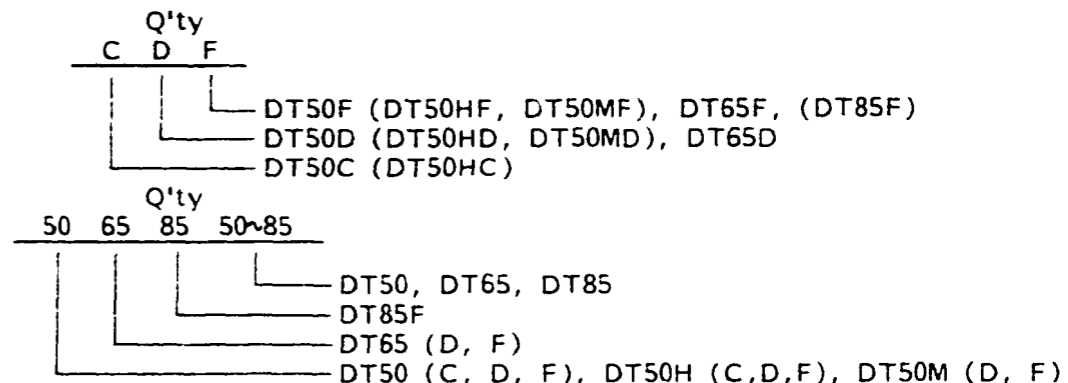 Q'ty
C D F
DT50F (DT50HF, DT50MF), DT65F, (DT85F)
DT50D (DT50HD, DT50MD), DT65D
DT50C (DT50HC)
Q'ty
50 65 85 50~85
DT50, DT65, DT85
DT85F
DT65 (D, F)
DT50 (C, D, F), DT50H (C,D,F), DT50M (D, F)